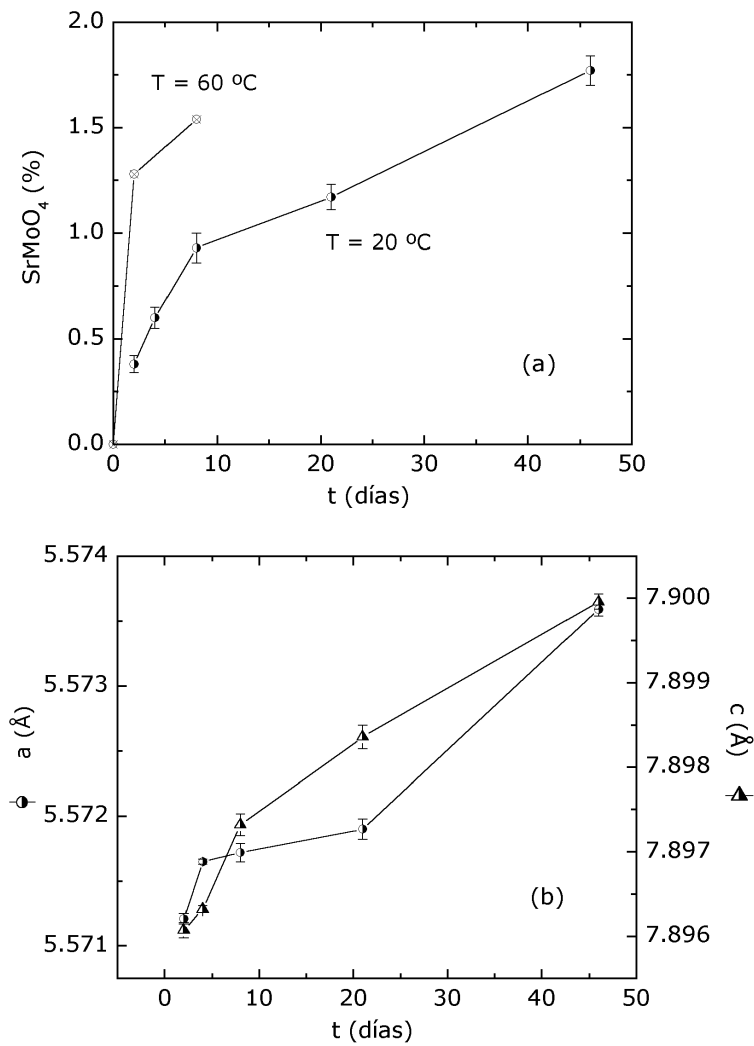 2.0
T = 60 ºC
1.5
SrMoO4 (%)
1.0
T = 20 ºC
0.5
(a)
0.0
0 10 20 30 40 50
t (días)
5.574
7.900
5.573
7.899
a (Å)
c (Å)
7.898
5.572
7.897
(b)
5.571
7.896
0 10 20 30 40 50
t (días)